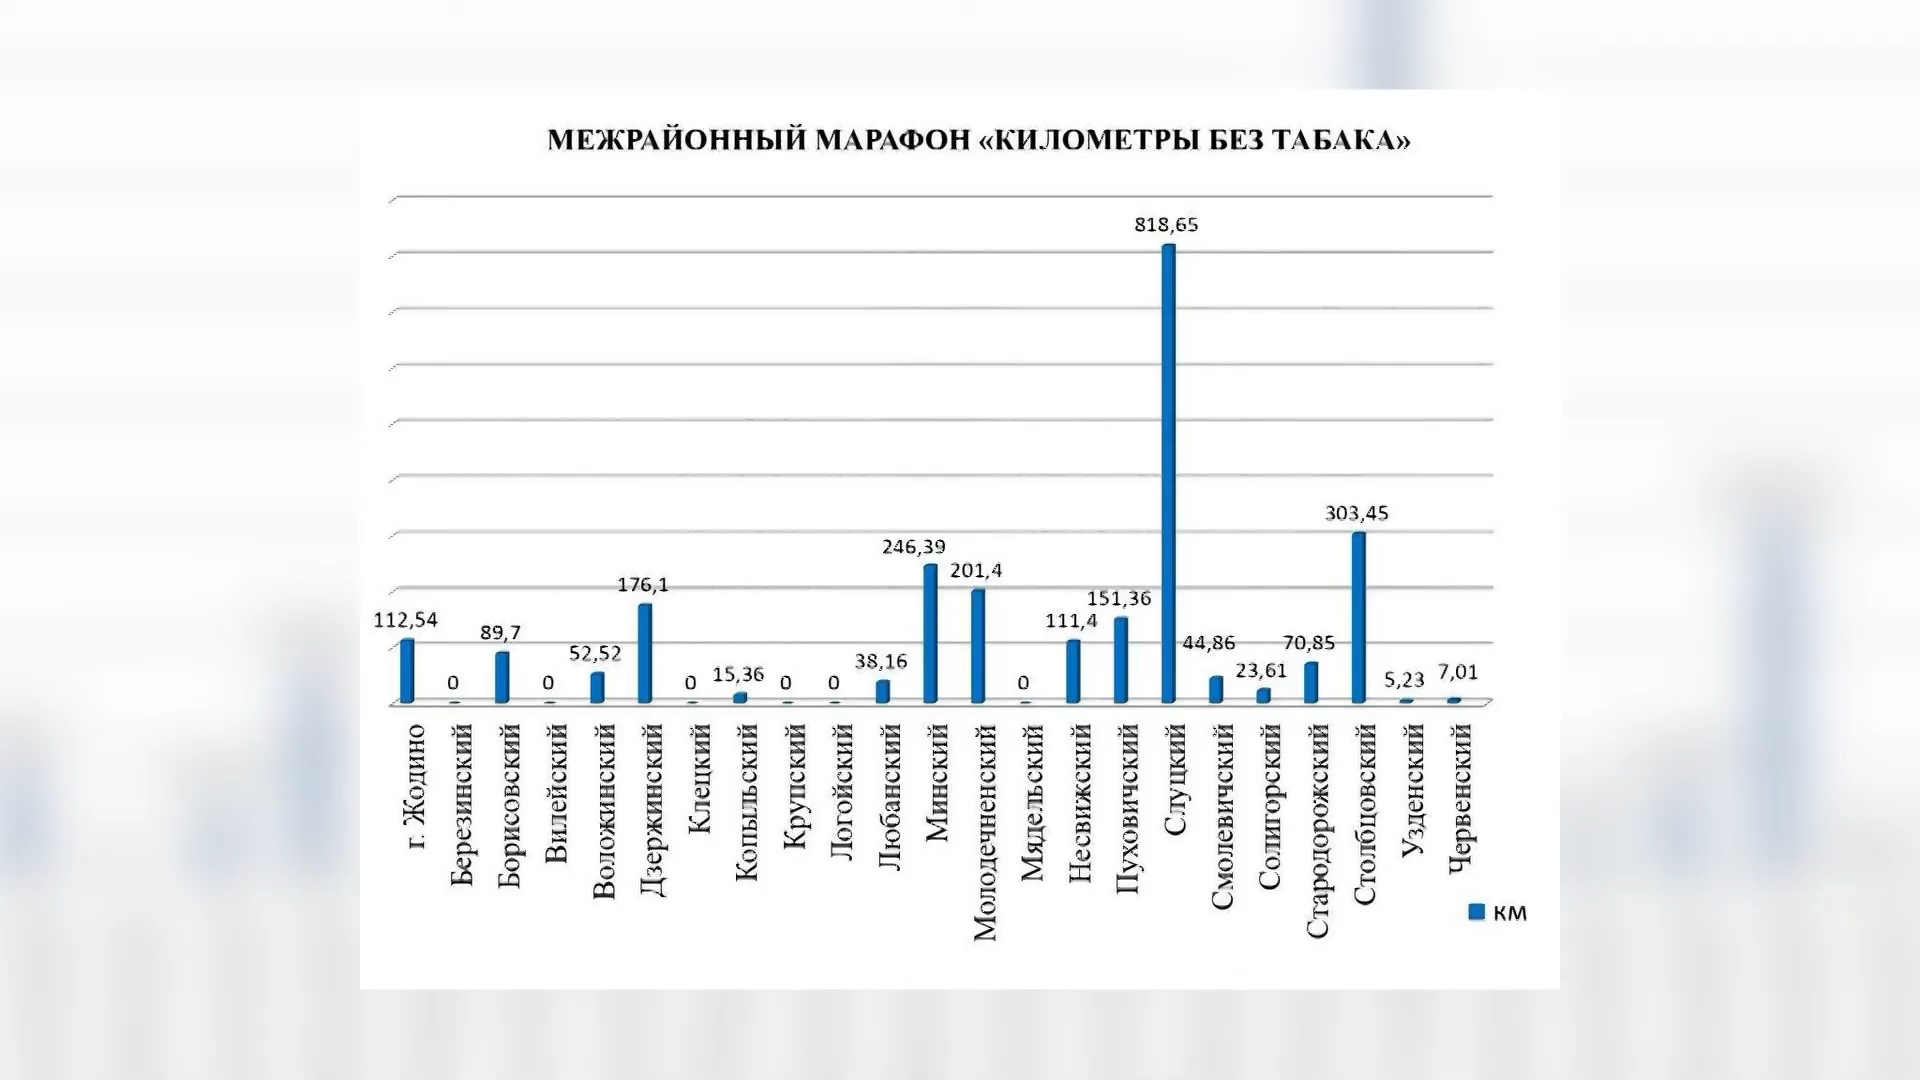 МЕЖРАЙОННЫЙ МАРАФОН «КИЛОМЕТРЫ БЕЗ ТАБАКА»
112,54
0
89,7
0
52,52
176,1
0
15,36
0
0
38,16
246,39
201,4
0
111,4
151,36
818,65
44,86
23,61
70,85
303,45
5,23
7,01
г. Жодино
Березинский
Борисовский
Вилейский
Воложинский
Дзержинский
Клецкий
Копыльский
Крупский
Логойский
Любанский
Минский
Молодечненский
Мядельский
Несвижский
Пуховичский
Слуцкий
Смолевичский
Солигорский
Стародорожский
Столбцовский
Узденский
Червенский
км